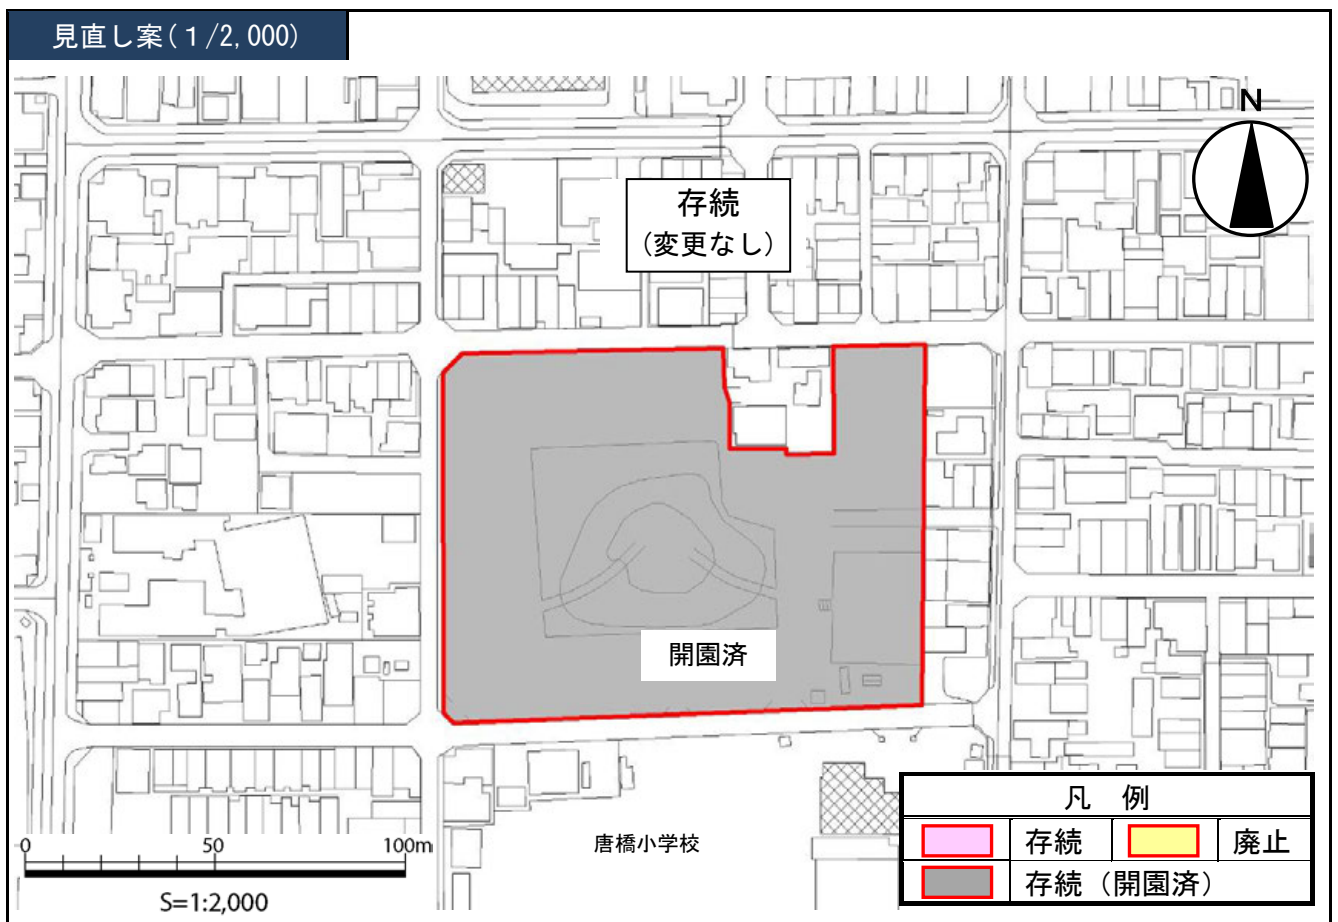 見直し案(１/2,000)
N
存続
(変更なし)
開園済
唐橋小学校
0 50 100m
S=1:2,000
凡 例
存続 廃止
存続（開園済）